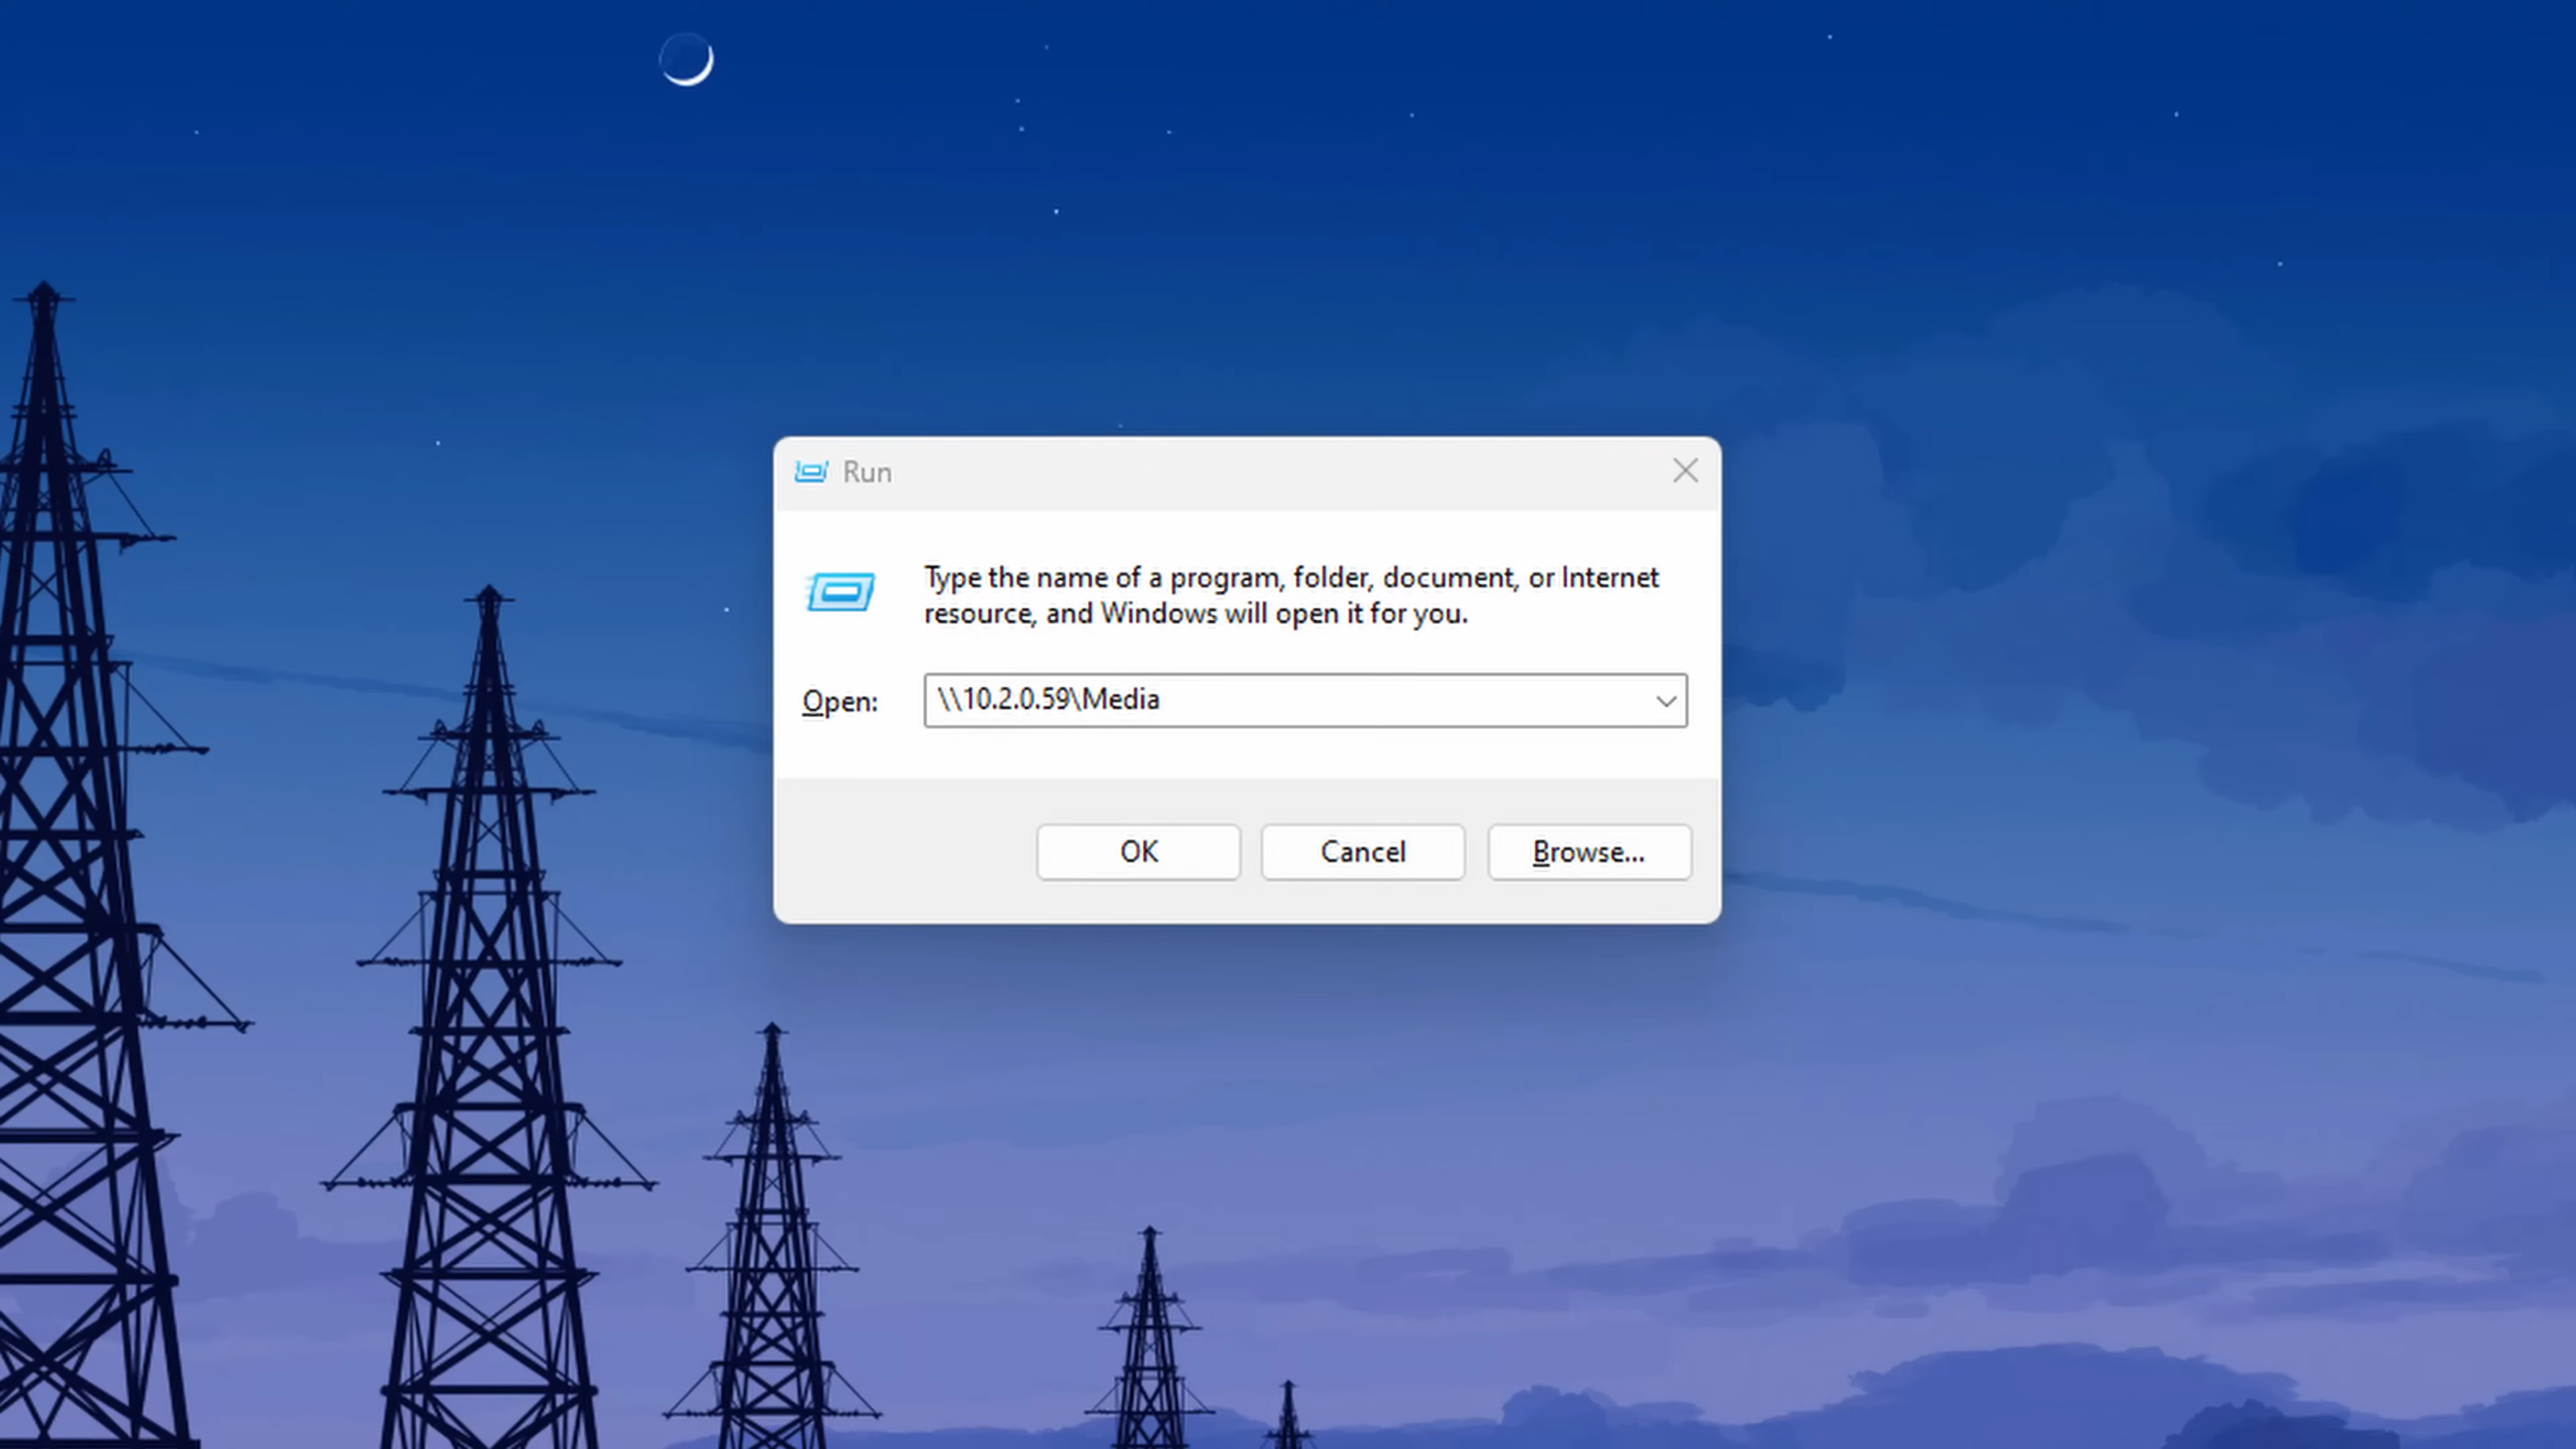 Run
Type the name of a program, folder, document, or Internet
resource, and Windows will open it for you.
Open:
\\10.2.0.59\Media
OK
Cancel
Browse...